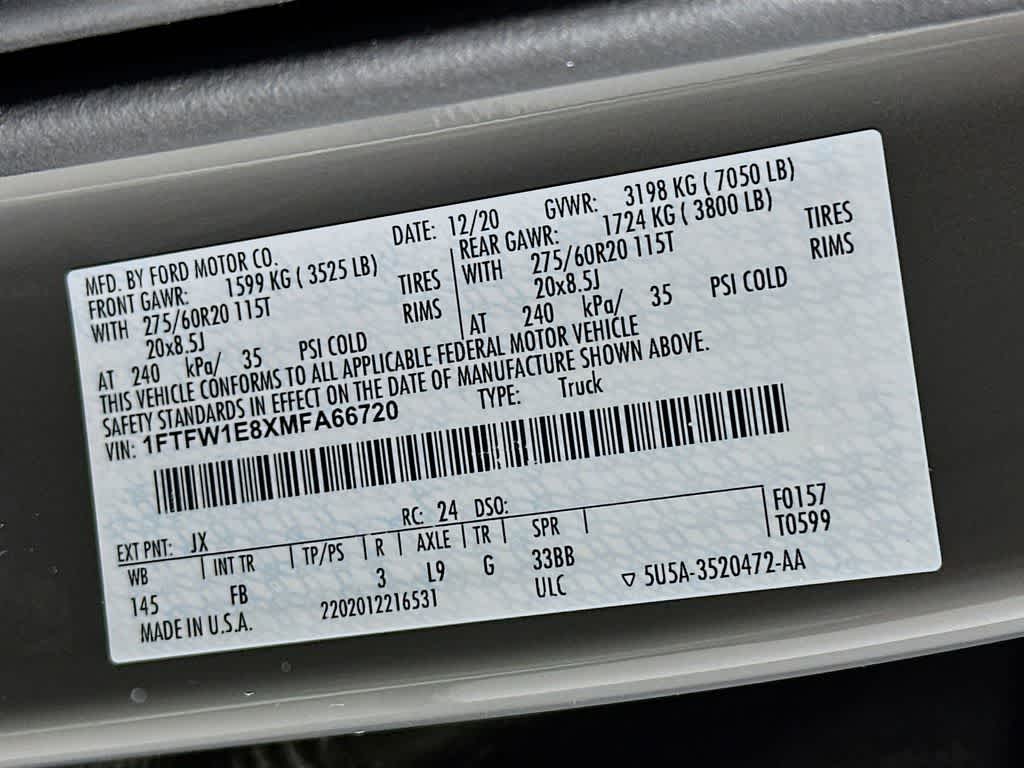 MFD. BY FORD MOTOR CO. DATE: 12/20 GVWR: 3198 KG ( 7050 LB)
FRONT GAWR: 1599 KG ( 3525 LB) REAR GAWR: 1724 KG ( 3800 LB)
WITH 275/60R20 115T TIRES WITH 275/60R20 115T TIRES
20x8.5J RIMS 20x8.5J RIMS
AT 240 kPa/ 35 PSI COLD AT 240 kPa/ 35 PSI COLD
THIS VEHICLE CONFORMS TO ALL APPLICABLE FEDERAL MOTOR VEHICLE
SAFETY STANDARDS IN EFFECT ON THE DATE OF MANUFACTURE SHOWN ABOVE.
VIN: 1FTFW1E8XMFA66720 TYPE: Truck
EXT PNT: JX RC: 24 DSO: F0157
WB INT TR TP/PS R AXLE TR SPR T0599
145 FB 3 L9 G 33BB
MADE IN U.S.A. 2202012216531 ULC ▽ 5U5A-3520472-AA